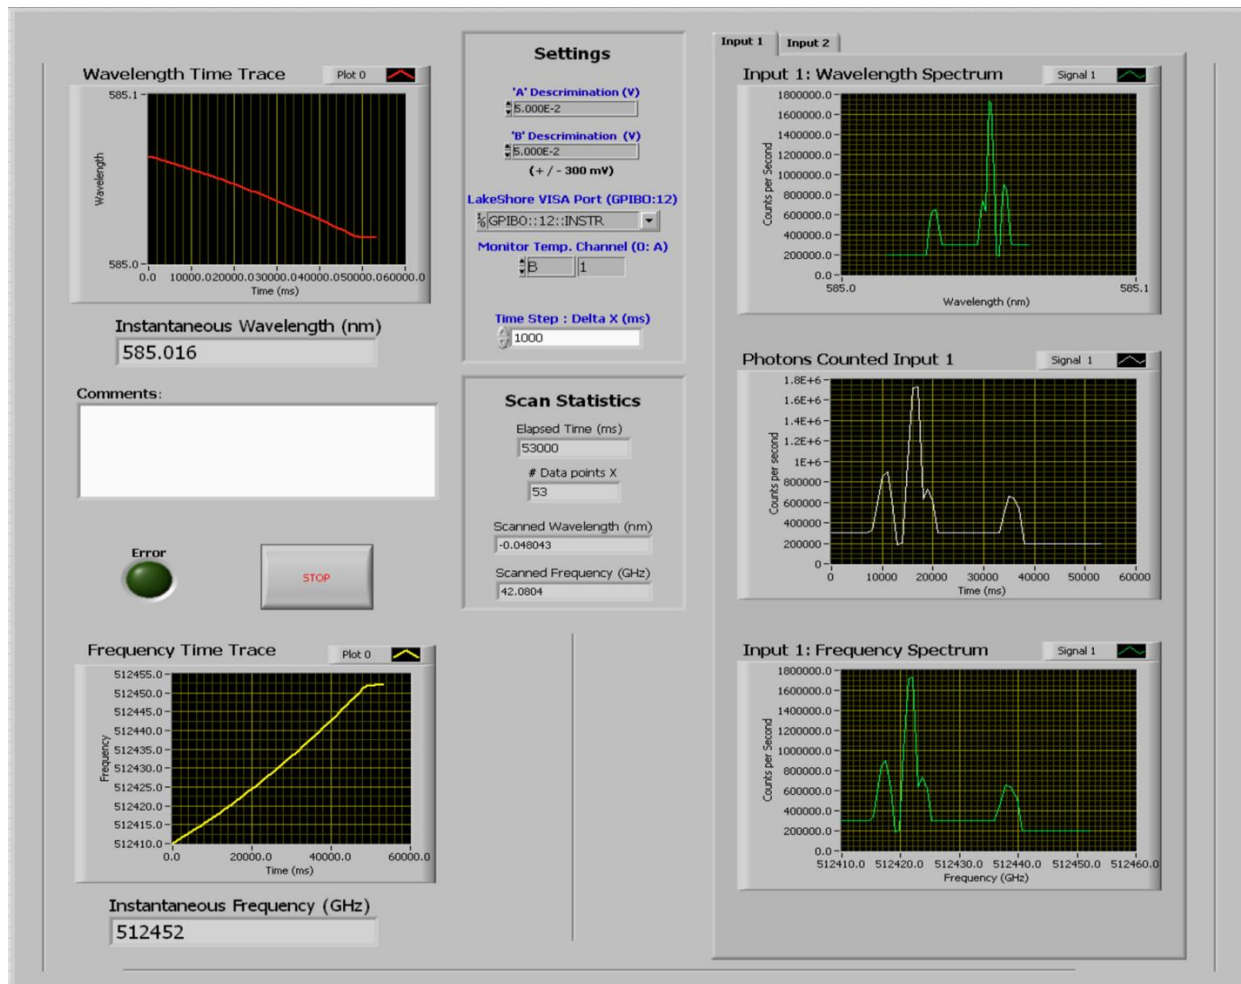 Wavelength Time Trace
Plot 0
585.1
585.0
Wavelength
0.0 10000.020000.030000.040000.050000.060000.0
Time (ms)
Instantaneous Wavelength (nm)
585.016
Comments:
Error
STOP
Frequency Time Trace
Plot 0
512455.0
512450.0
512445.0
512440.0
512435.0
512430.0
512425.0
512420.0
512415.0
512410.0
Frequency
0.0 20000.0 40000.0 60000.0
Time (ms)
Instantaneous Frequency (GHz)
512452
Settings
'A' Descrimination (V)
5.000E-2
'B' Descrimination (V)
5.000E-2
(+ / - 300 mV)
LakeShore VISA Port (GPIB0:12)
GPIB0::12::INSTR
Monitor Temp. Channel (0: A)
B 1
Time Step : Delta X (ms)
1000
Scan Statistics
Elapsed Time (ms)
53000
# Data points X
53
Scanned Wavelength (nm)
-0.048043
Scanned Frequency (GHz)
42.0804
Input 1 Input 2
Input 1: Wavelength Spectrum
Signal 1
1800000.0
1600000.0
1400000.0
1200000.0
1000000.0
800000.0
600000.0
400000.0
200000.0
0.0
Counts per Second
585.0 585.1
Wavelength (nm)
Photons Counted Input 1
Signal 1
1.8E+6
1.6E+6
1.4E+6
1.2E+6
1E+6
800000
600000
400000
200000
0
Counts per second
0 10000 20000 30000 40000 50000 60000
Time (ms)
Input 1: Frequency Spectrum
Signal 1
1800000.0
1600000.0
1400000.0
1200000.0
1000000.0
800000.0
600000.0
400000.0
200000.0
0.0
Counts per Second
512410.0 512420.0 512430.0 512440.0 512450.0 512460.0
Frequency (GHz)